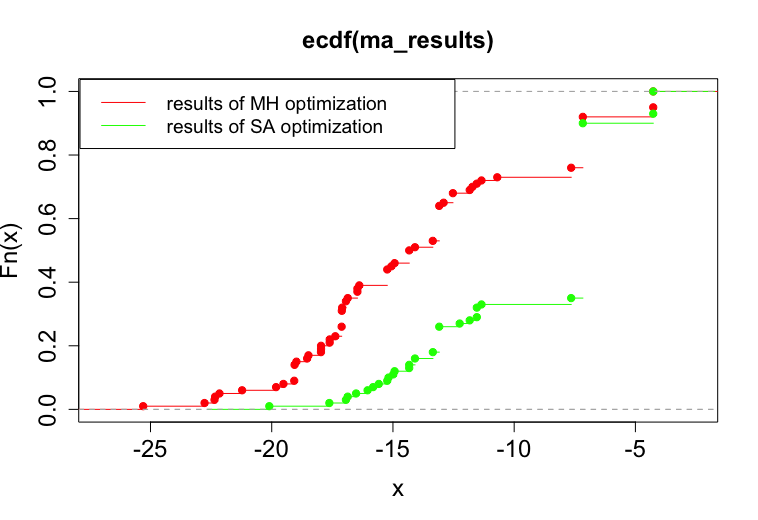 ecdf(ma_results)
results of MH optimization
results of SA optimization
Fn(x)
1.0
0.8
0.6
0.4
0.2
0.0
-25 -20 -15 -10 -5
x